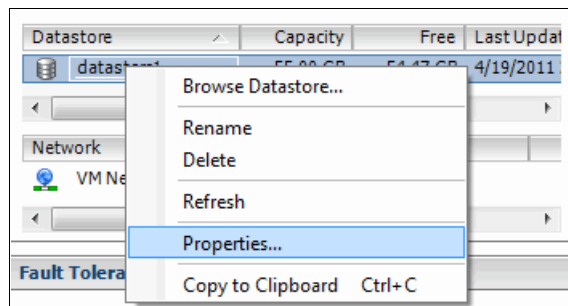 Datastore Capacity Free Last Updat
4/19/2011
Browse Datastore...
Rename
Network
Delete
VM Ne
Refresh
Properties...
Fault Tolera
Copy to Clipboard Ctrl+C